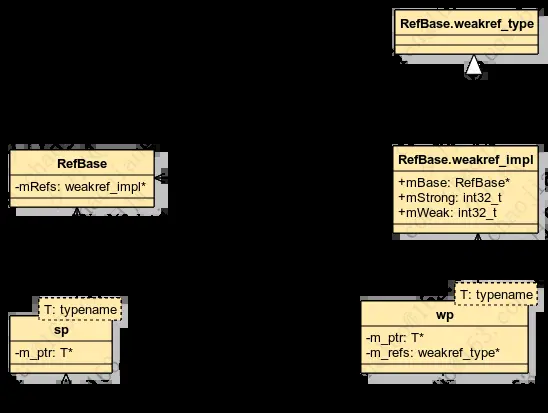 RefBase.weakref_type
RefBase
-mRefs: weakref_impl*
RefBase.weakref_impl
+mBase: RefBase*
+mStrong: int32_t
+mWeak: int32_t
T: typename
sp
-m_ptr: T*
T: typename
wp
-m_ptr: T*
-m_refs: weakref_type*